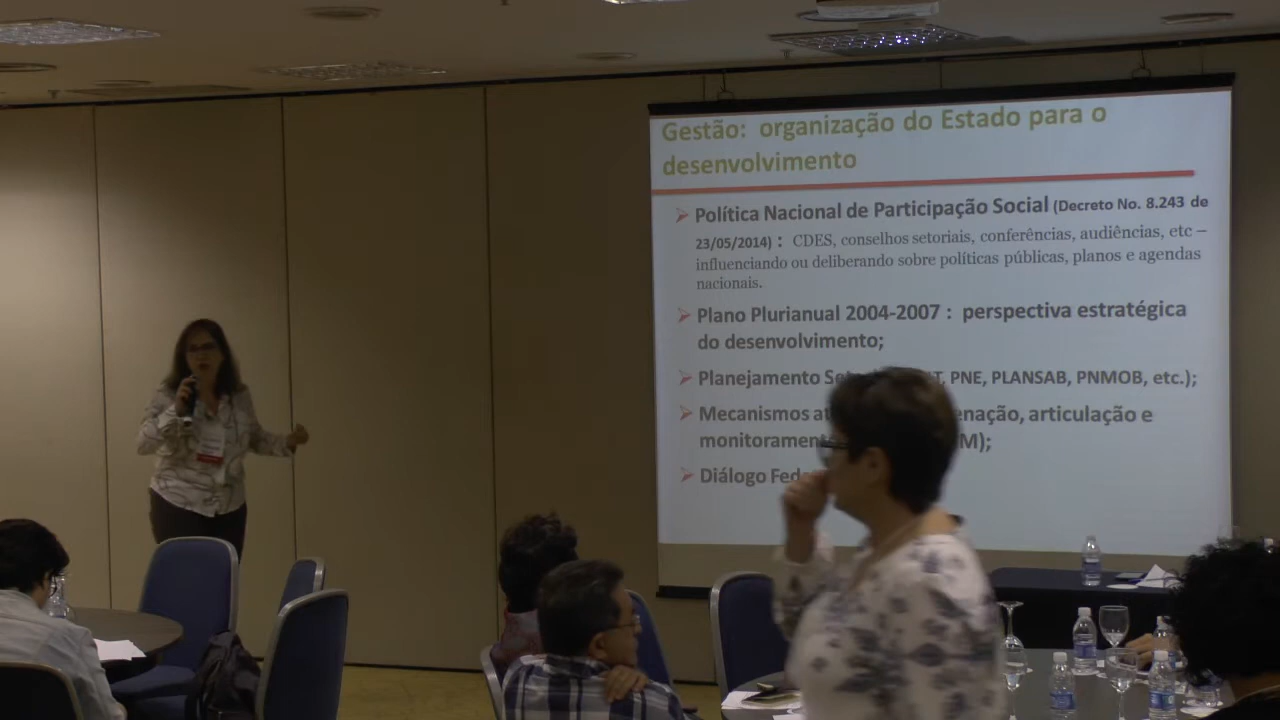 Gestão: organização do Estado para o
desenvolvimento
Política Nacional de Participação Social (Decreto No. 8.243 de
23/05/2014) : CDES, conselhos setoriais, conferências, audiências, etc –
influenciando ou deliberando sobre políticas públicas, planos e agendas
nacionais.
Plano Plurianual 2004-2007 : perspectiva estratégica
do desenvolvimento;
Planejamento PNE, PLANSAB, PNMOB, etc.);
Mecanismos articulação e
Diálogo